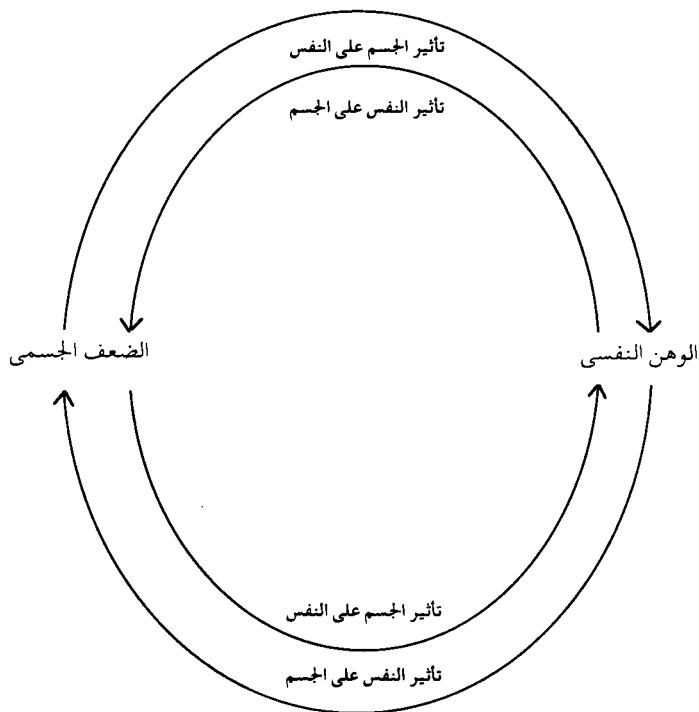 تأثير الجسم على النفس
تأثير النفس على الجسم
الوهن النفسى
الضعف الجسمى
تأثير الجسم على النفس
تأثير النفس على الجسم